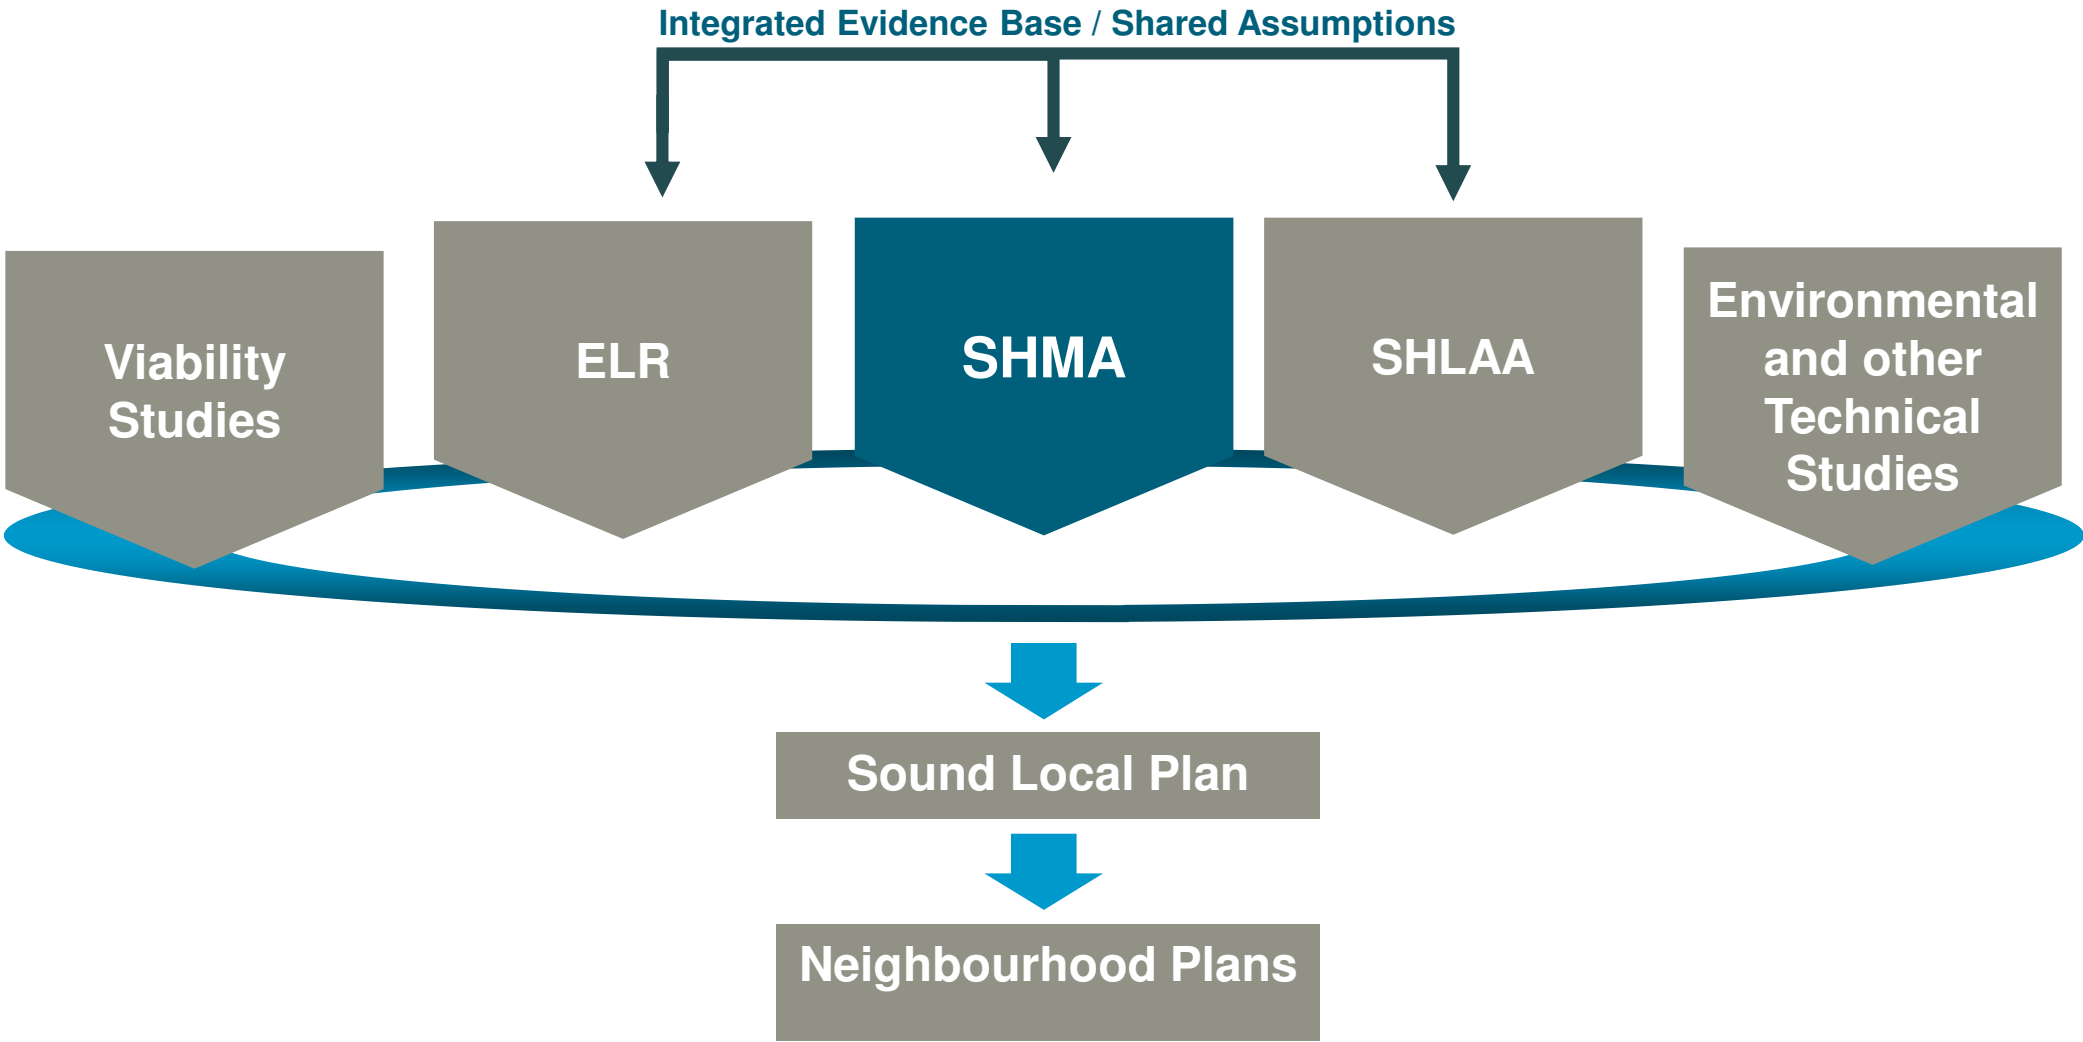 Integrated Evidence Base / Shared Assumptions
Viability
Studies
ELR
SHMA
SHLAA
Environmental
and other
Technical
Studies
Sound Local Plan
Neighbourhood Plans